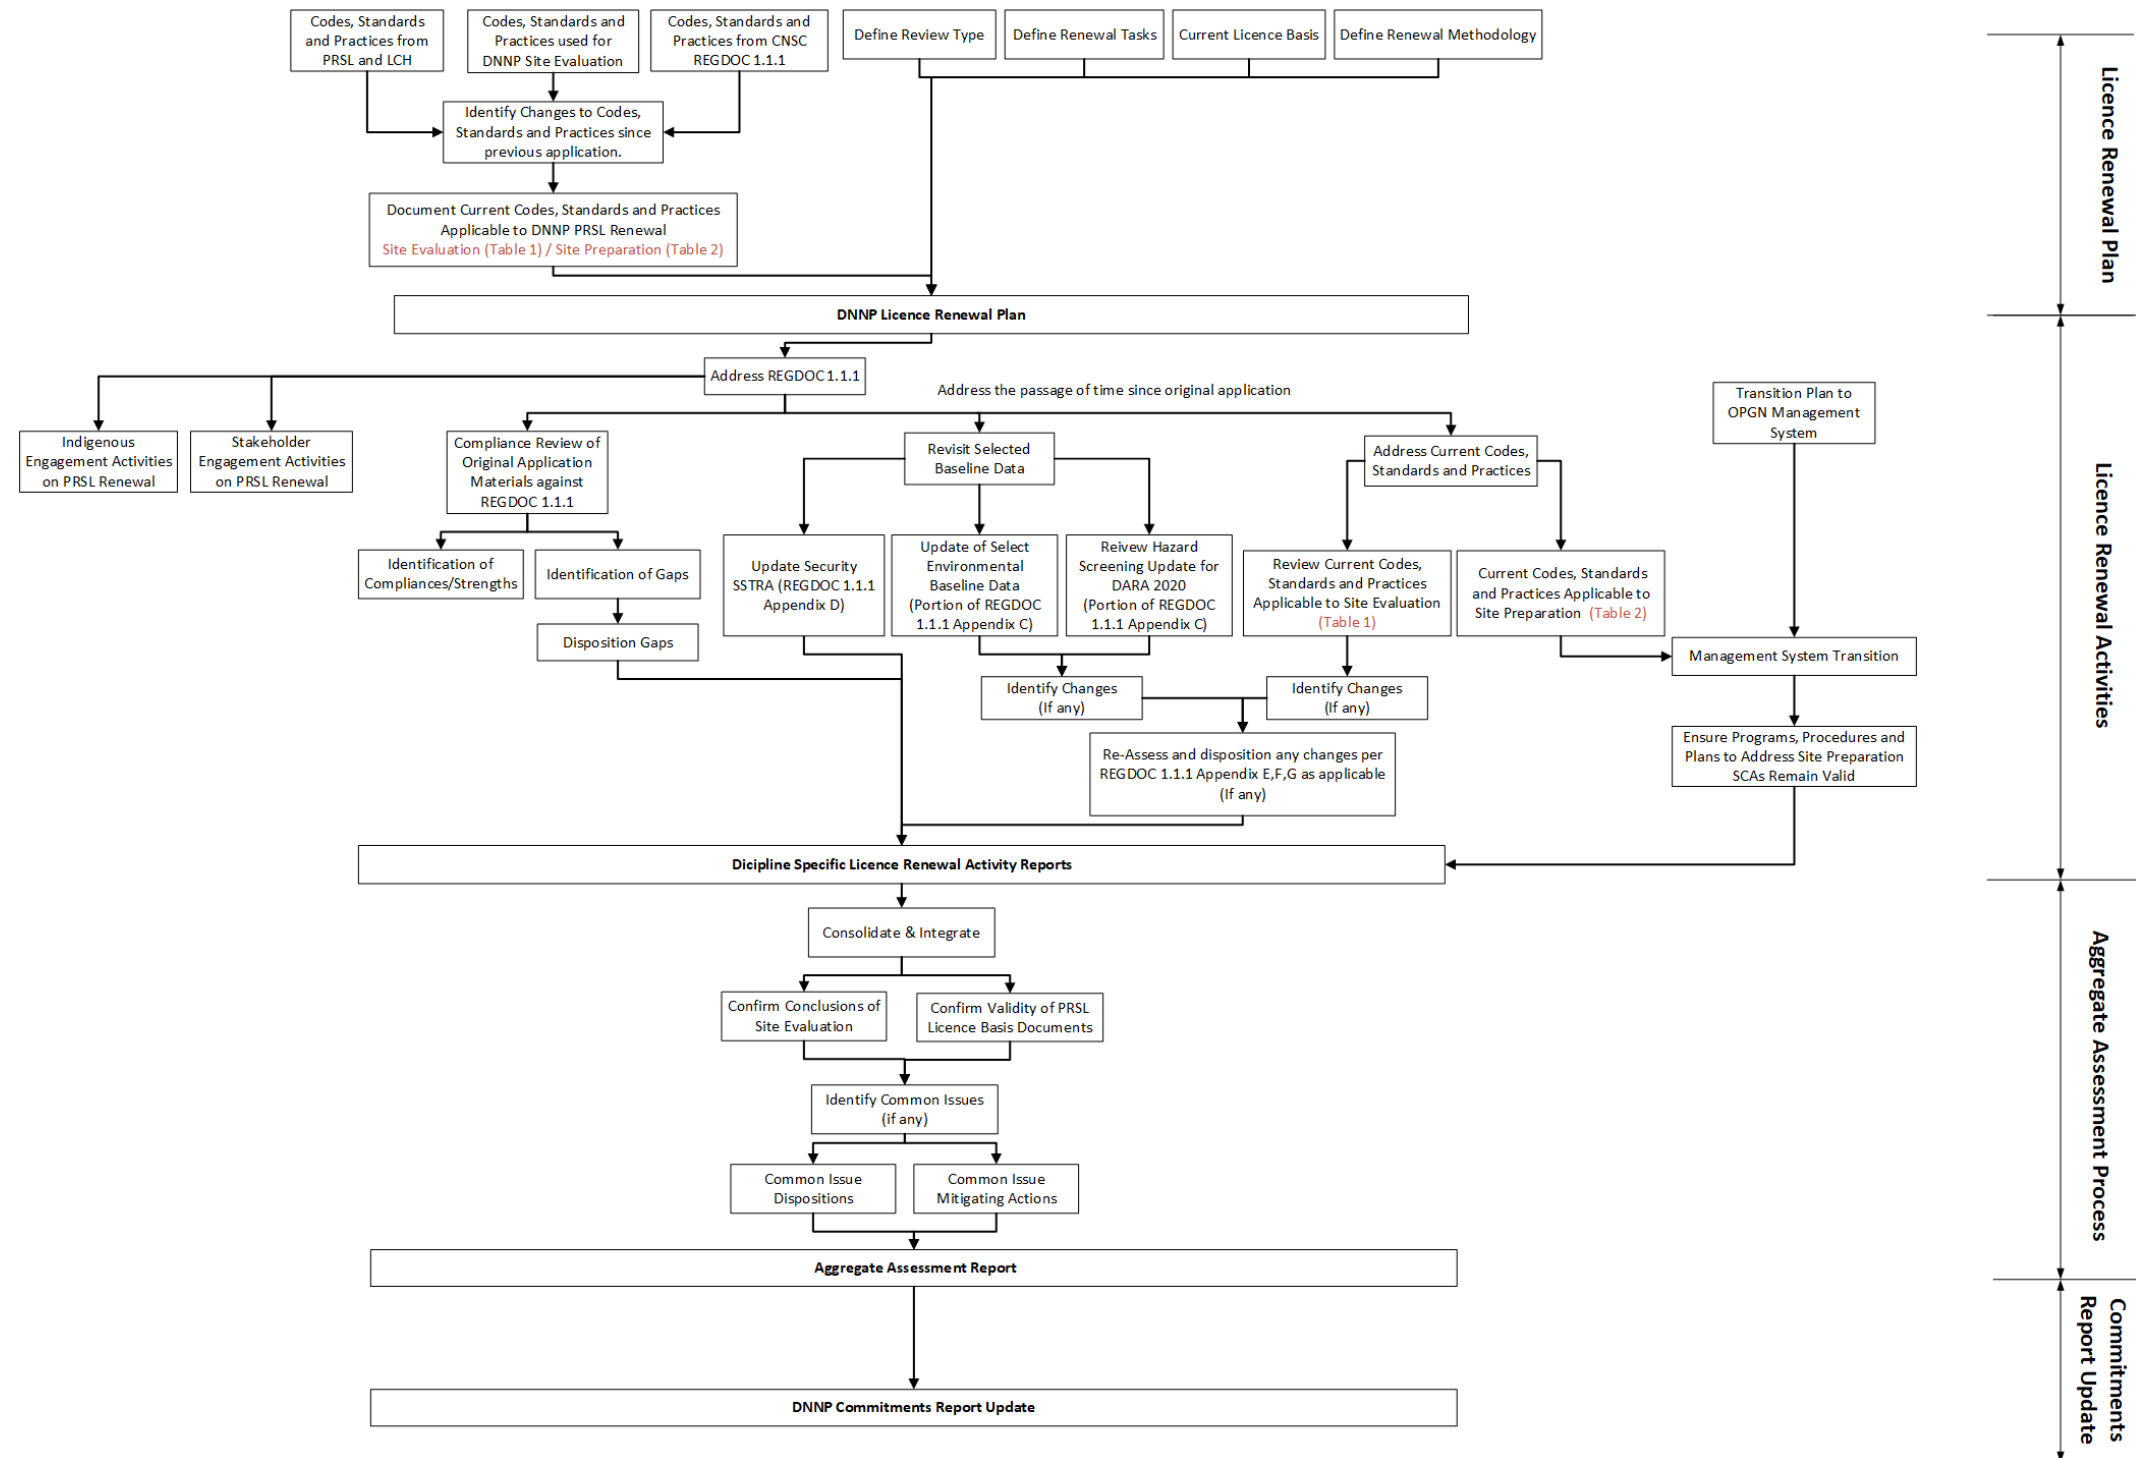 Codes, Standards
and Practices from
PRSL and LCH
Codes, Standards and
Practices used for
DNNP Site Evaluation
Codes, Standards and
Practices from CNSC
REGDOC 1.1.1
Define Review Type
Define Renewal Tasks
Current Licence Basis
Define Renewal Methodology
Identify Changes to Codes,
Standards and Practices since
previous application.
Document Current Codes, Standards and Practices
Applicable to DNNP PRSL Renewal
Site Evaluation (Table 1) / Site Preparation (Table 2)
Licence Renewal Plan
DNNP Licence Renewal Plan
Address REGDOC 1.1.1
Address the passage of time since original application
Indigenous
Engagement Activities
on PRSL Renewal
Stakeholder
Engagement Activities
on PRSL Renewal
Compliance Review of
Original Application
Materials against
REGDOC 1.1.1
Revisit Selected
Baseline Data
Address Current Codes,
Standards and Practices
Transition Plan to
OPGN Management
System
Identification of
Compliances/Strengths
Identification of Gaps
Disposition Gaps
Update Security
SSTRA (REGDOC 1.1.1
Appendix D)
Update of Select
Environmental
Baseline Data
(Portion of REGDOC
1.1.1 Appendix C)
Reivew Hazard
Screening Update for
DARA 2020
(Portion of REGDOC
1.1.1 Appendix C)
Review Current Codes,
Standards and Practices
Applicable to Site Evaluation
(Table 1)
Current Codes, Standards
and Practices Applicable to
Site Preparation (Table 2)
Management System Transition
Identify Changes
(If any)
Identify Changes
(If any)
Re-Assess and disposition any changes per
REGDOC 1.1.1 Appendix E,F,G as applicable
(If any)
Ensure Programs, Procedures and
Plans to Address Site Preparation
SCAs Remain Valid
Licence Renewal Activities
Dicipline Specific Licence Renewal Activity Reports
Consolidate & Integrate
Confirm Conclusions of
Site Evaluation
Confirm Validity of PRSL
Licence Basis Documents
Identify Common Issues
(if any)
Common Issue
Dispositions
Common Issue
Mitigating Actions
Aggregate Assessment Process
Aggregate Assessment Report
DNNP Commitments Report Update
Commitments
Report Update